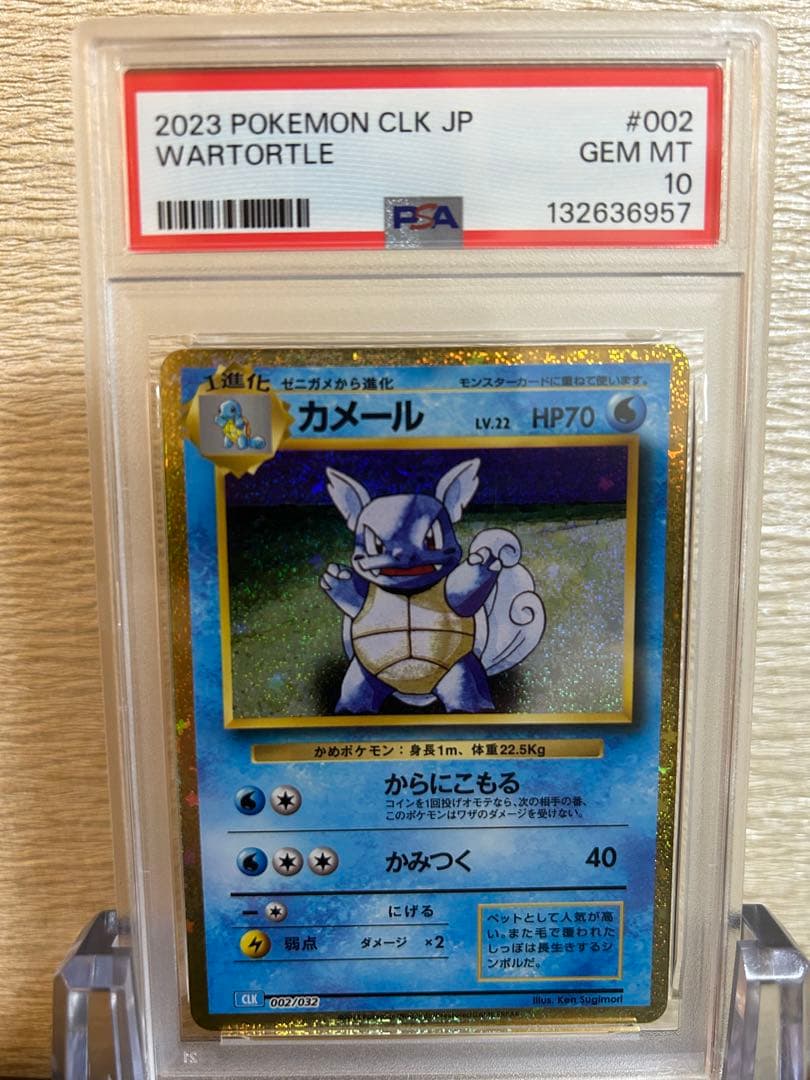 2023 POKEMON CLK JP #002
WARTORTLE GEM MT
10
PSA 132636957
1進化 ゼニガメから進化 モンスターカードに重ねて使います。
カメール LV.22 HP70
かめポケモン：身長1m、体重22.5Kg
からにこもる
コインを1回投げオモテなら、次の相手の番、
このポケモンはワザのダメージを受けない。
かみつく 40
にげる
弱点 ダメージ ×2
ペットとして人気が高
い。また毛で覆われた
しっぽは長生きするシ
ンボルだ。
CLK 002/032 Illus. Ken Sugimori